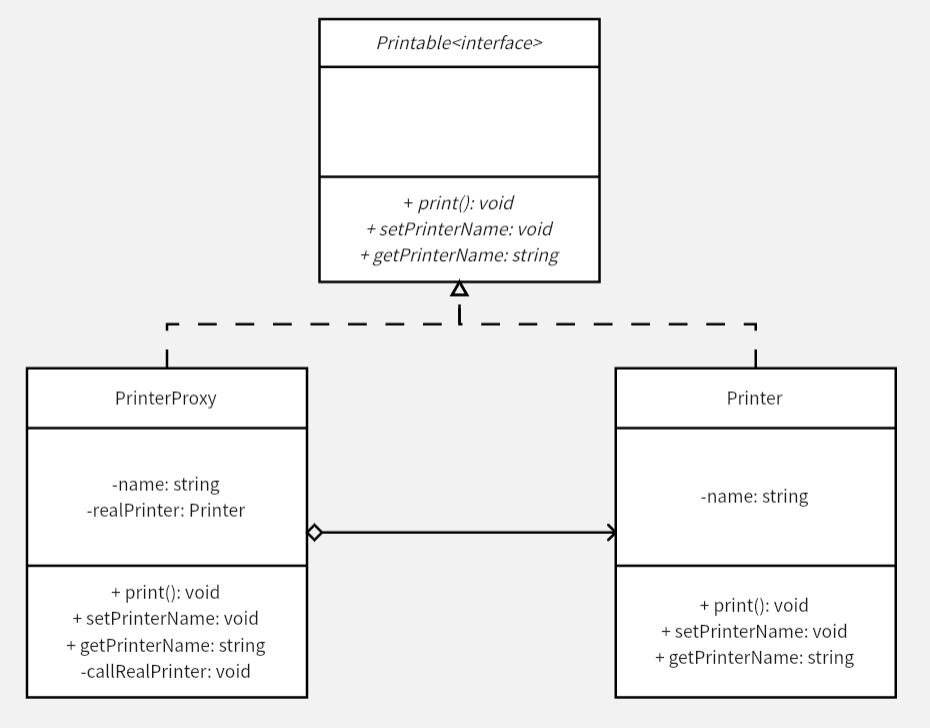 Printable<interface>
+ print(): void
+ setPrinterName: void
+ getPrinterName: string
PrinterProxy
-name: string
-realPrinter: Printer
+ print(): void
+ setPrinterName: void
+ getPrinterName: string
-callRealPrinter: void
Printer
-name: string
+ print(): void
+ setPrinterName: void
+ getPrinterName: string